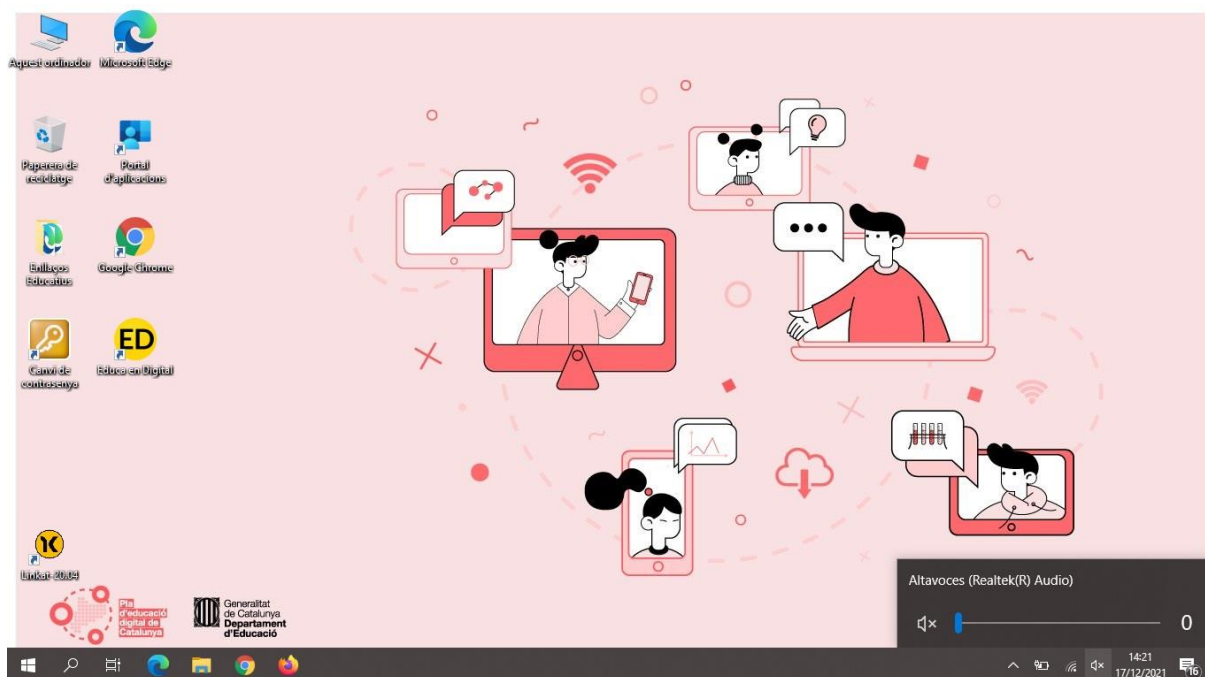 Aquest ordinador
Microsoft Edge
Paperera de
reciclatge
Portal
d'aplicacions
Enllaços
Educatius
Google Chrome
Canvi de
contrasenya
ED
Educa en Digital
Linkat-20.04
Pla
d'educació
digital de
Catalunya
Generalitat
de Catalunya
Departament
d'Educació
Altavoces (Realtek(R) Audio)
0
14:21
17/12/2021
16